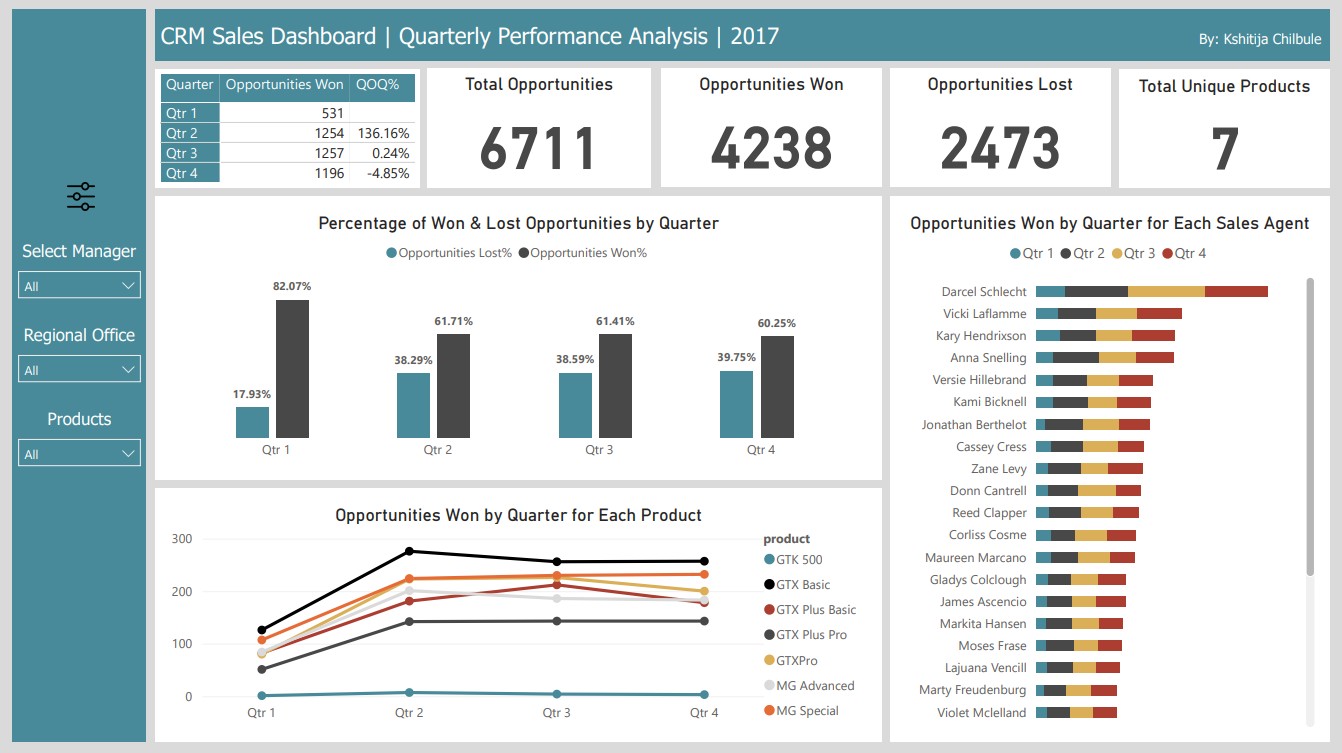 CRM Sales Dashboard | Quarterly Performance Analysis | 2017
By: Kshitija Chilbule
Select Manager
All
Regional Office
All
Products
All
Quarter Opportunities Won QOQ%
Qtr 1 531
Qtr 2 1254 136.16%
Qtr 3 1257 0.24%
Qtr 4 1196 -4.85%
Total Opportunities
6711
Opportunities Won
4238
Opportunities Lost
2473
Total Unique Products
7
Percentage of Won & Lost Opportunities by Quarter
Opportunities Lost% Opportunities Won%
17.93% 82.07% 38.29% 61.71% 38.59% 61.41% 39.75% 60.25%
Qtr 1 Qtr 2 Qtr 3 Qtr 4
Opportunities Won by Quarter for Each Product
300
200
100
0
Qtr 1 Qtr 2 Qtr 3 Qtr 4
product
GTK 500
GTX Basic
GTX Plus Basic
GTX Plus Pro
GTXPro
MG Advanced
MG Special
Opportunities Won by Quarter for Each Sales Agent
Qtr 1 Qtr 2 Qtr 3 Qtr 4
Darcel Schlecht
Vicki Laflamme
Kary Hendrixson
Anna Snelling
Versie Hillebrand
Kami Bicknell
Jonathan Berthelot
Cassey Cress
Zane Levy
Donn Cantrell
Reed Clapper
Corliss Cosme
Maureen Marcano
Gladys Colclough
James Ascencio
Markita Hansen
Moses Frase
Lajuana Vencill
Marty Freudenburg
Violet Mclelland